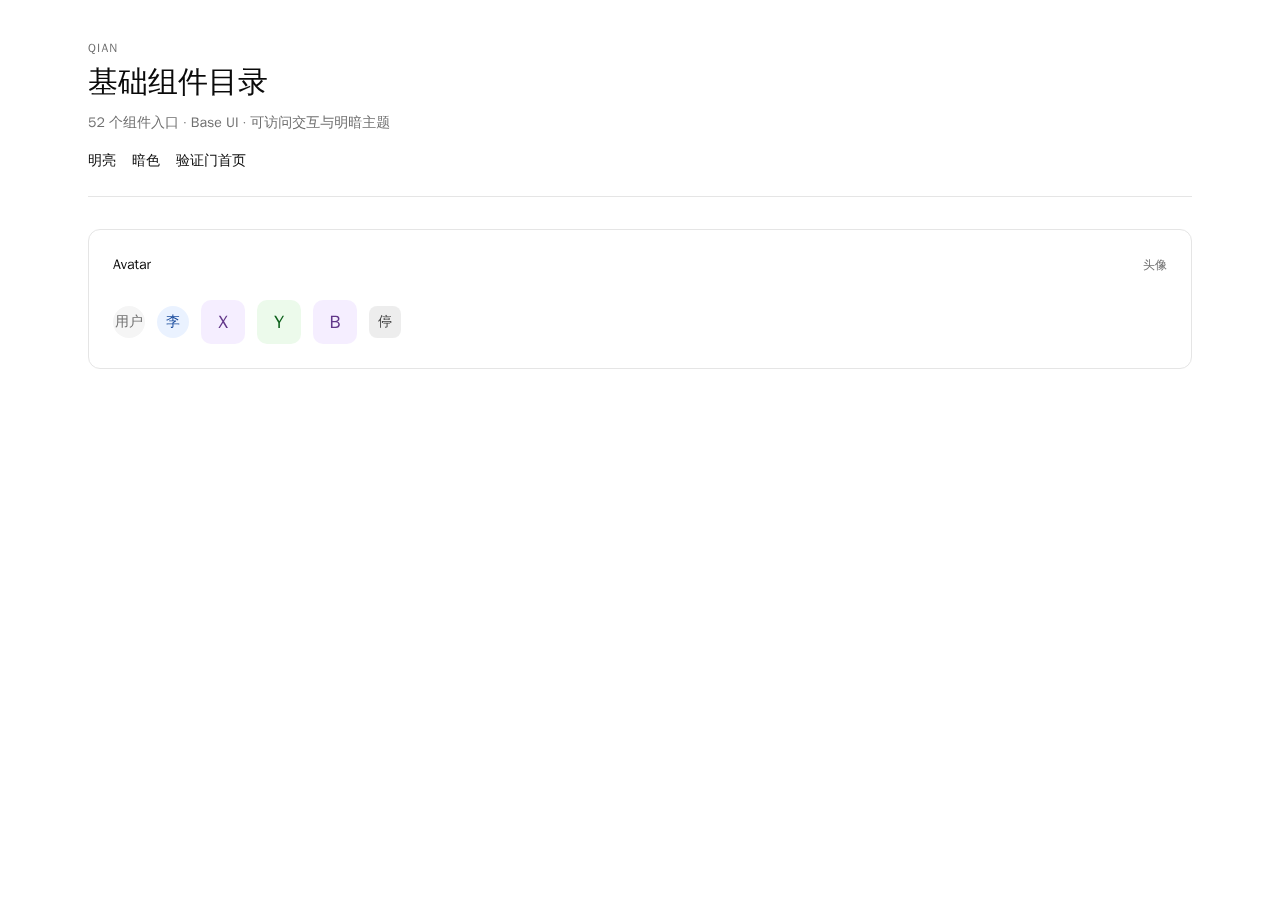 QIAN
基础组件目录
52 个组件入口 · Base UI · 可访问交互与明暗主题
明亮 暗色 验证门首页
Avatar 头像
用户 李 X Y B 停